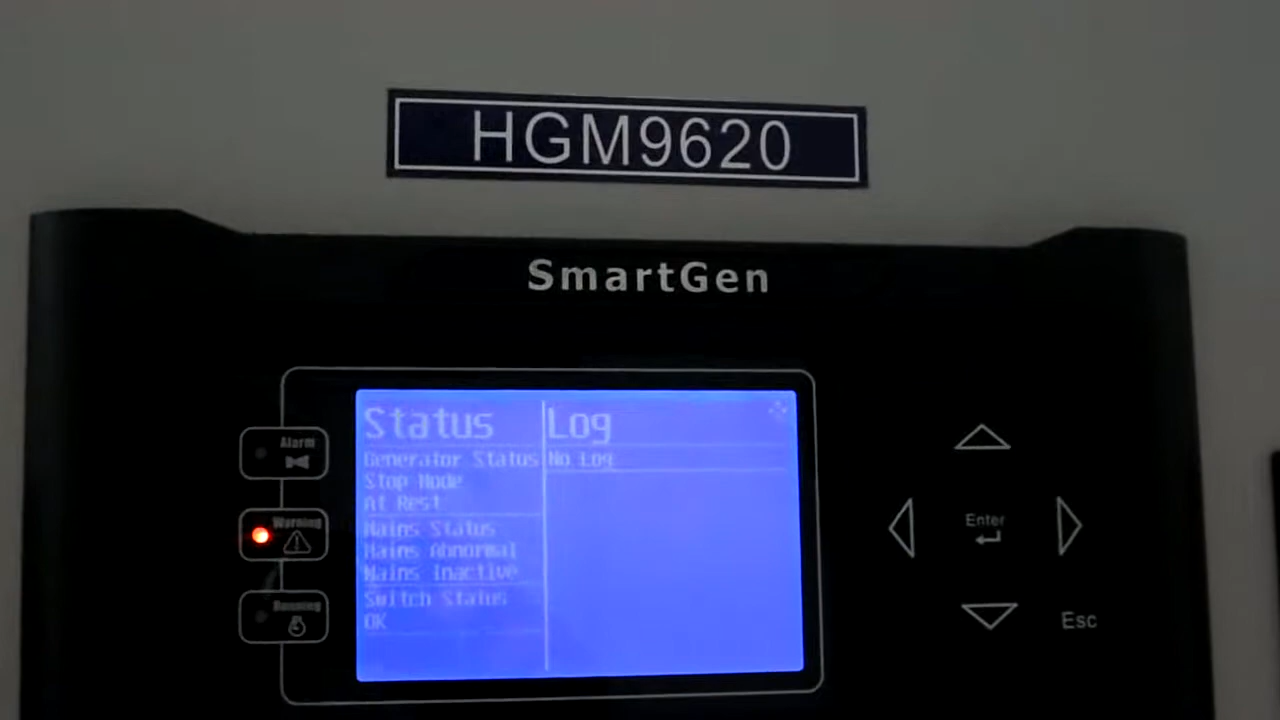 HGM9620
SmartGen
Status
Generator Status
Stop Mode
At Rest
Mains Status
Mains Abnormal
Mains Inactive
Switch Status
OK
Log
No Log
Alarm
Warning
Running
Enter
Esc